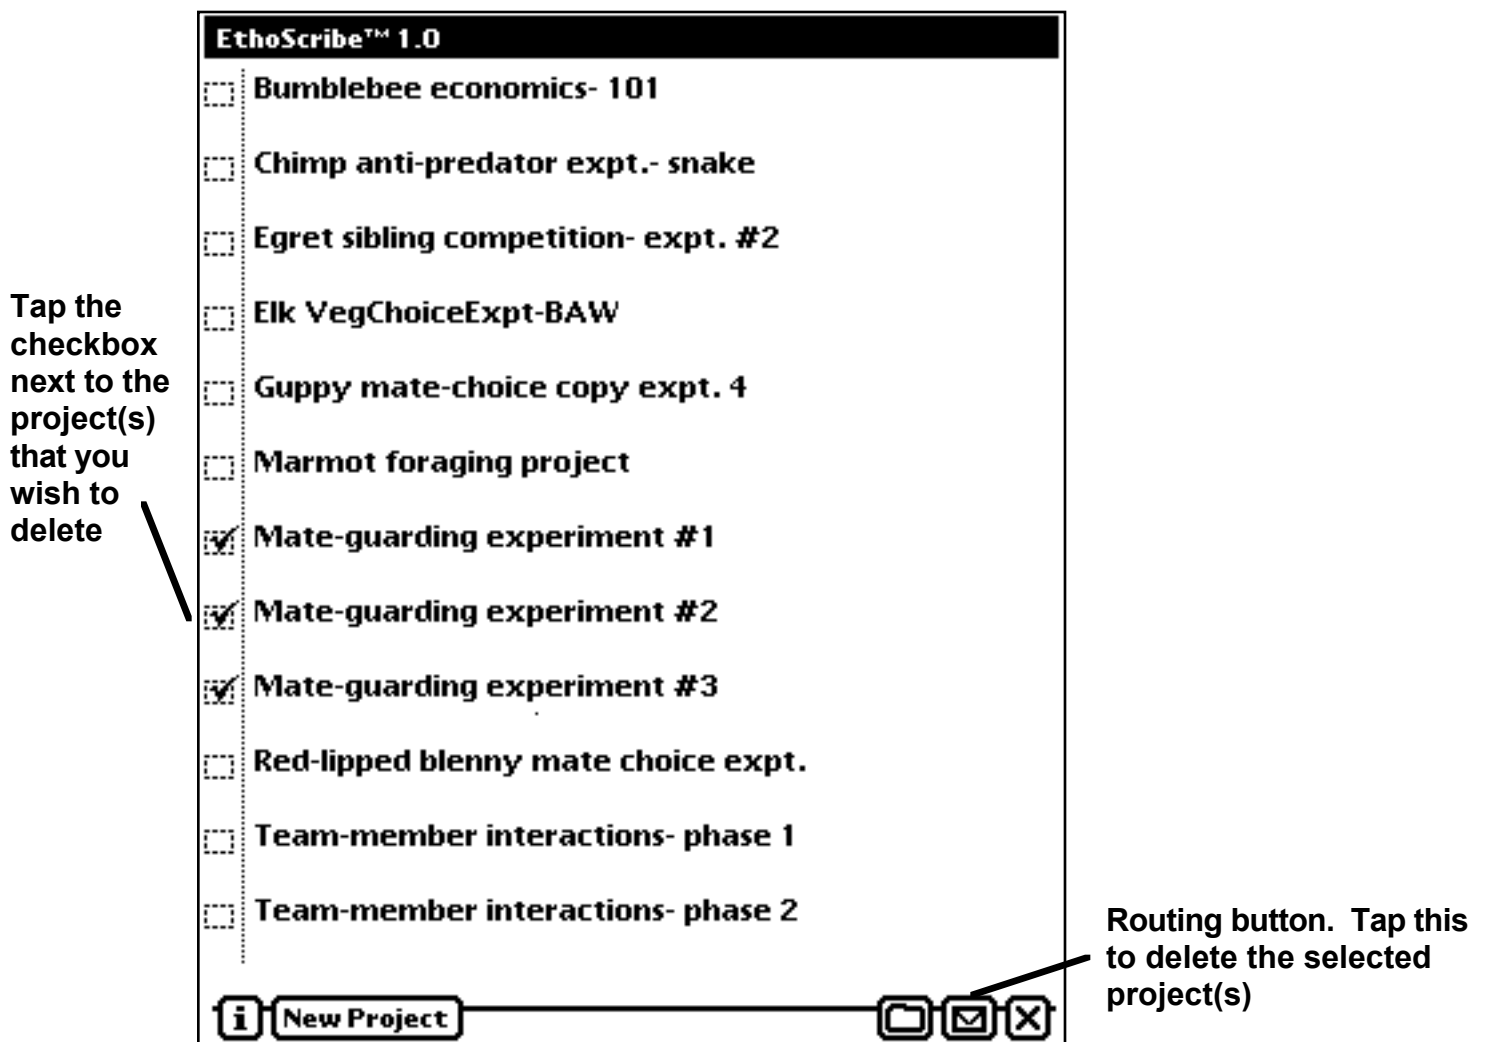 EthoScribe™ 1.0
Bumblebee economics- 101
Chimp anti-predator expt.- snake
Egret sibling competition- expt. #2
Elk VegChoiceExpt-BAW
Guppy mate-choice copy expt. 4
Marmot foraging project
Mate-guarding experiment #1
Mate-guarding experiment #2
Mate-guarding experiment #3
Red-lipped blenny mate choice expt.
Team-member interactions- phase 1
Team-member interactions- phase 2
i New Project
Tap the
checkbox
next to the
project(s)
that you
wish to
delete
Routing button.  Tap this
to delete the selected
project(s)